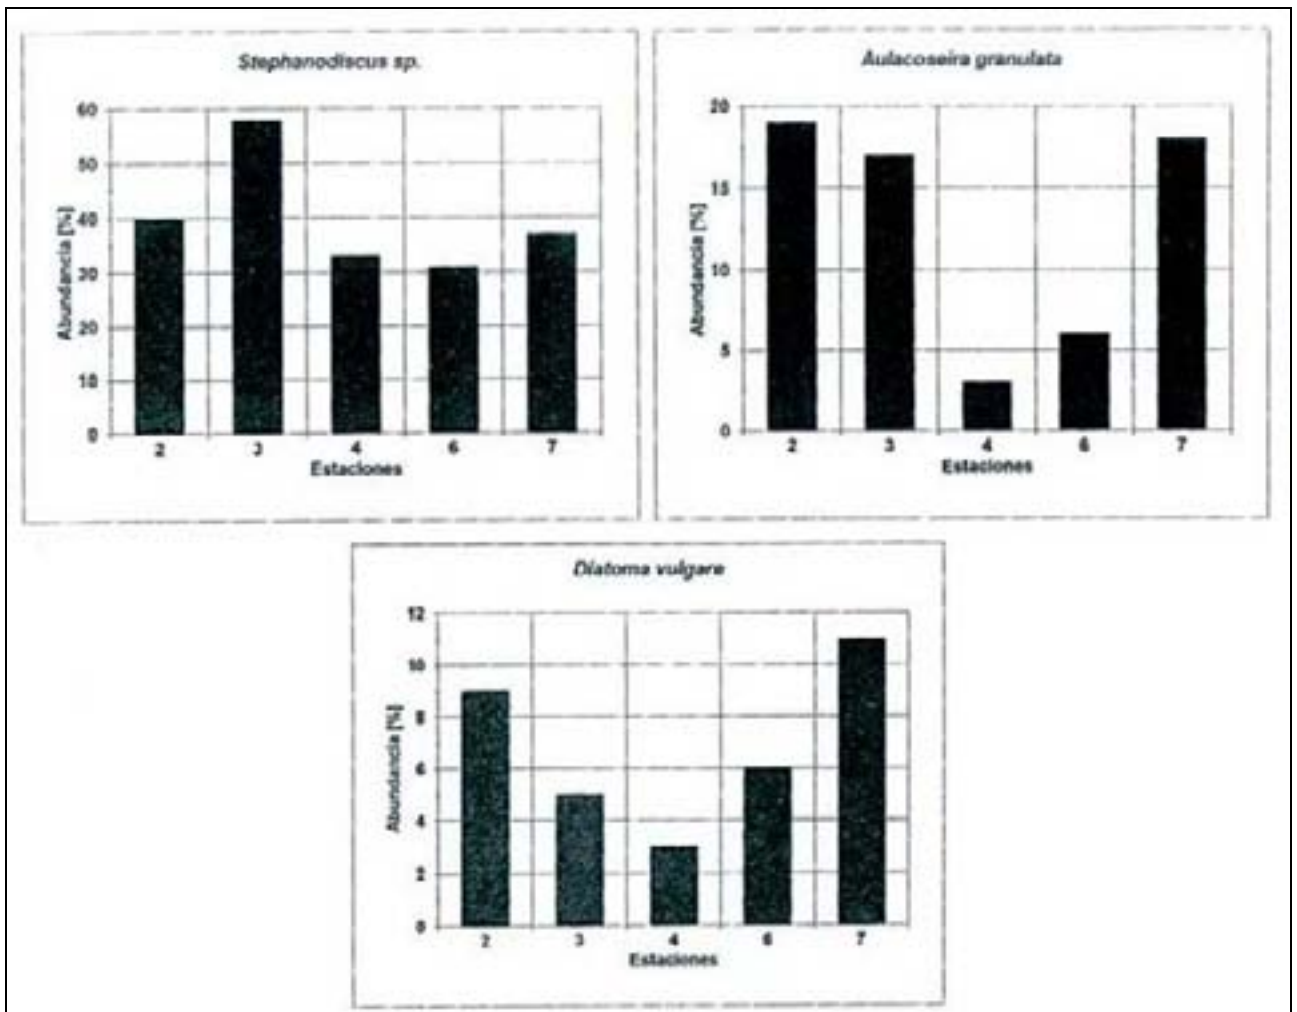 Stephanodiscus sp.
60
50
40
30
20
10
0
Abundancia [%]
2 3 4 6 7
Estaciones
Aulacoseira granulata
20
15
10
5
0
Abundancia [%]
2 3 4 6 7
Estaciones
Diatoma vulgare
12
10
8
6
4
2
0
Abundancia [%]
2 3 4 6 7
Estaciones